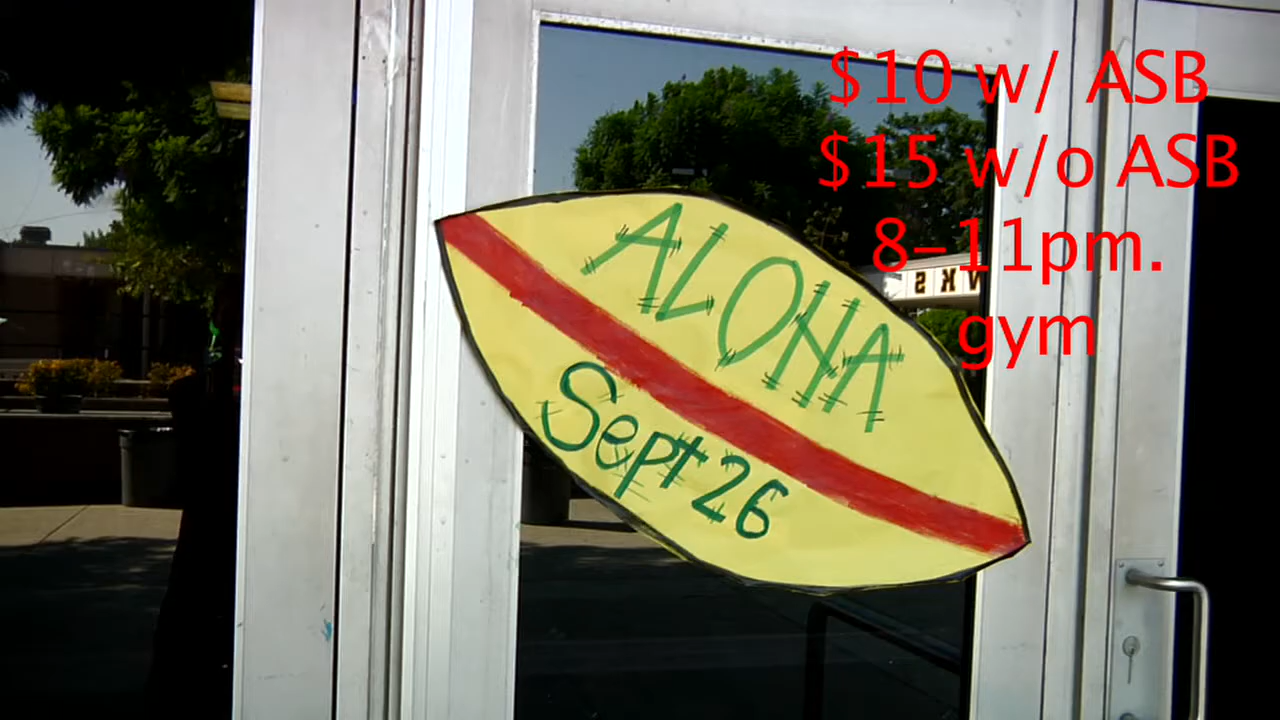 $10 w/ ASB
$15 w/o ASB
8-11pm.
gym
ALOHA
Sept 26